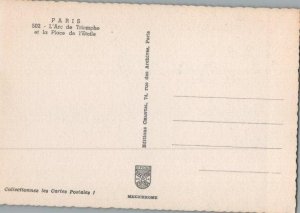 PARIS
502 - L'Arc de Triomphe
et la Place de l'Etoile
Editions Chantal, 74, rue des Archives, Paris
Collectionnez les Cartes Postales !
MEXICHROME